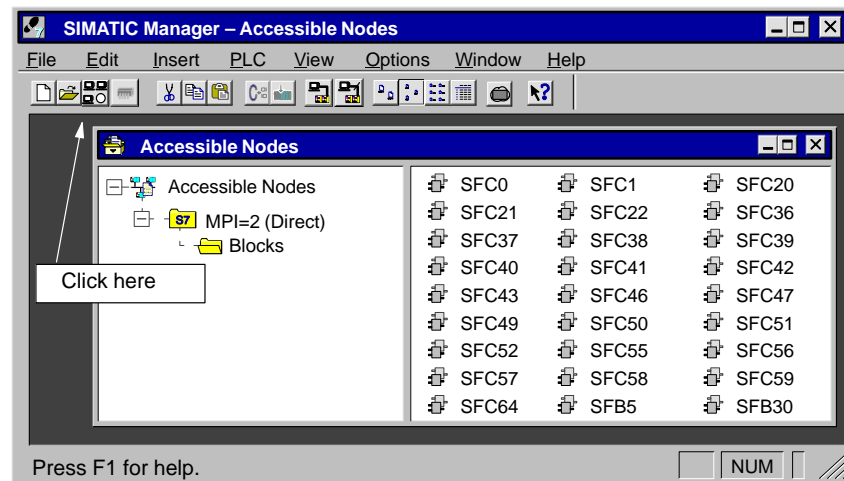 SIMATIC Manager – Accessible Nodes
File Edit Insert PLC View Options Window Help
Accessible Nodes
Accessible Nodes
S7 MPI=2 (Direct)
Blocks
Click here
SFC0 SFC1 SFC20
SFC21 SFC22 SFC36
SFC37 SFC38 SFC39
SFC40 SFC41 SFC42
SFC43 SFC46 SFC47
SFC49 SFC50 SFC51
SFC52 SFC55 SFC56
SFC57 SFC58 SFC59
SFC64 SFB5 SFB30
Press F1 for help. NUM